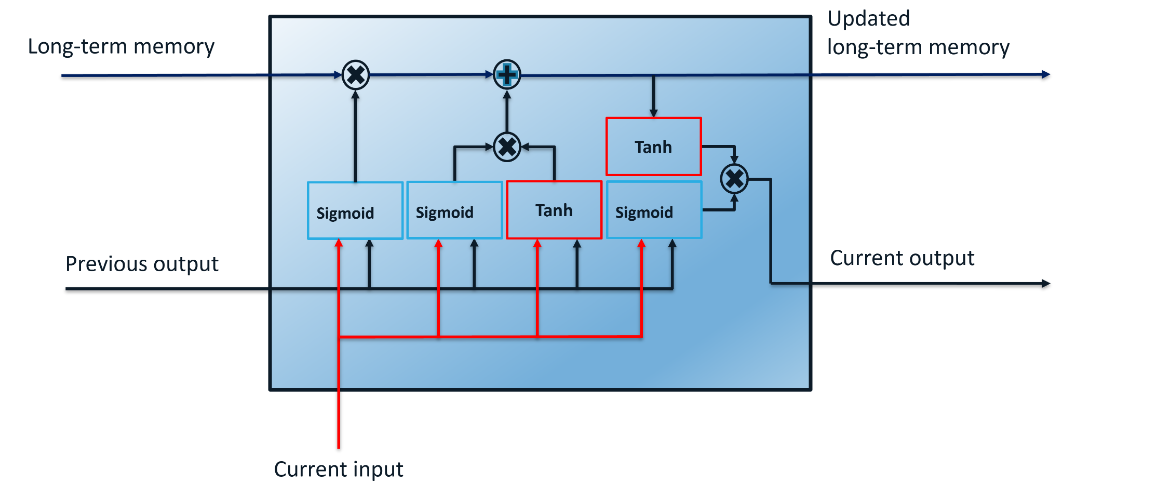 Updated
Long-term memory
long-term memory
Tanh
Sigmoid
Sigmoid
Tanh
Sigmoid
Previous output
Current output
Current input